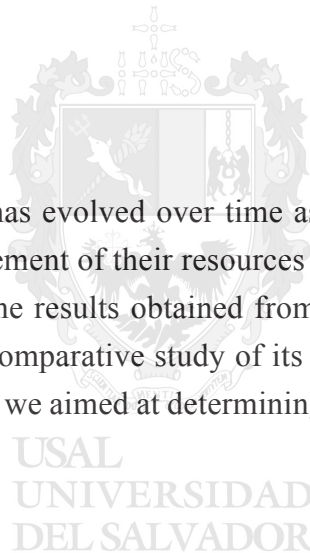 has evolved over time as
ement of their resources
ne results obtained from
omparative study of its
we aimed at determinin
USAL
UNIVERSIDAD
DEL SALVADOR